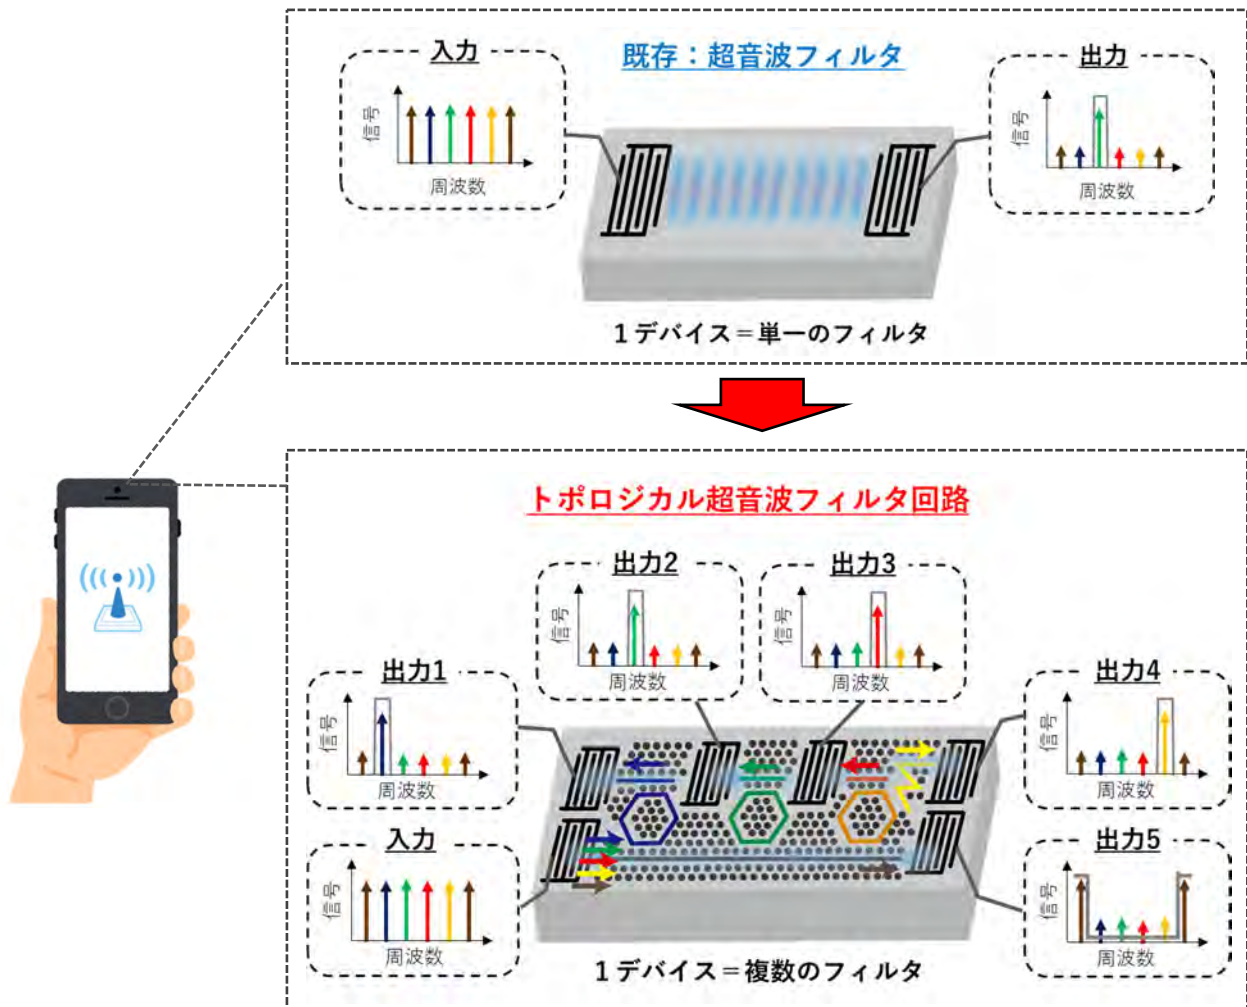 既存：超音波フィルタ
入力
信号
周波数
出力
信号
周波数
1デバイス＝単一のフィルタ
トポロジカル超音波フィルタ回路
出力2
信号
周波数
出力3
信号
周波数
出力1
信号
周波数
出力4
信号
周波数
入力
信号
周波数
出力5
信号
周波数
1デバイス＝複数のフィルタ